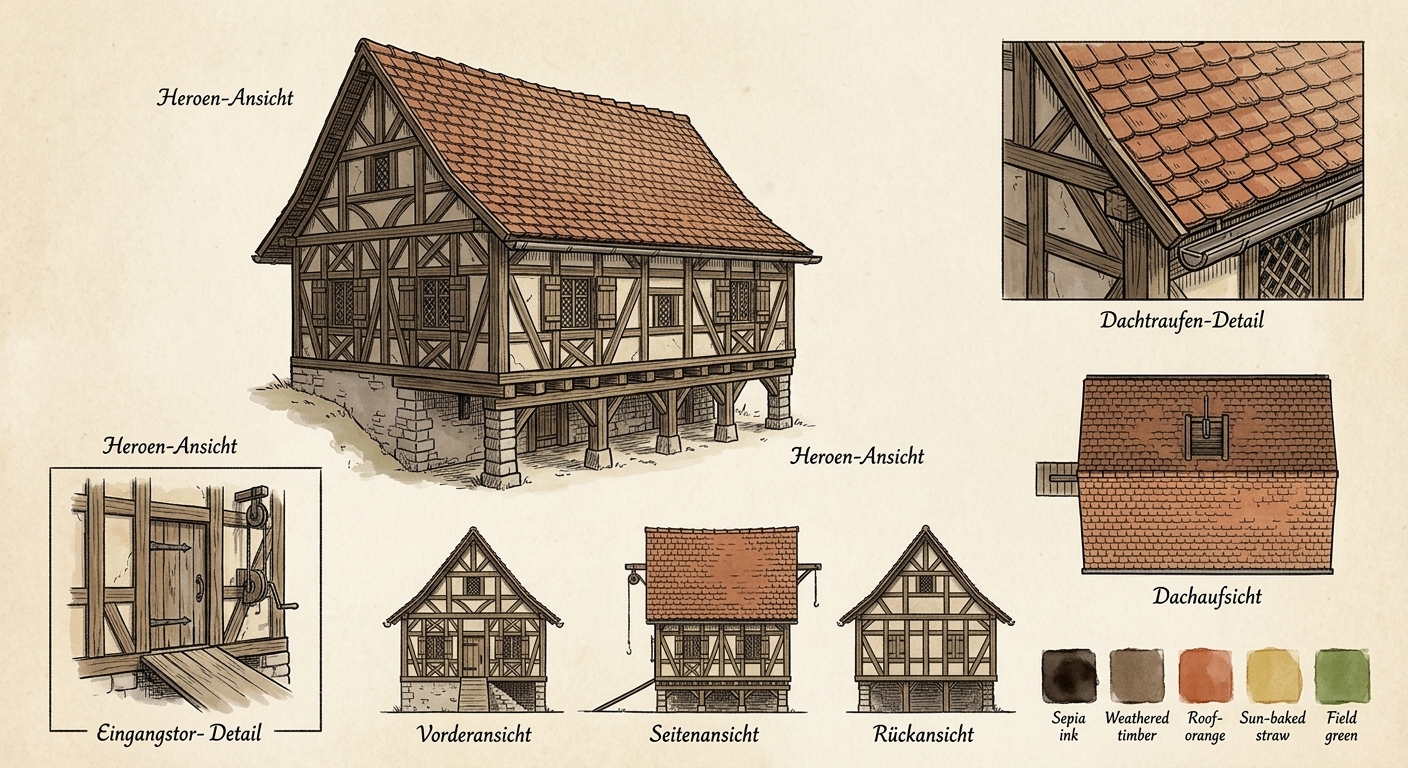 Heroen-Ansicht
Dachtraufen-Detail
Heroen-Ansicht
Heroen-Ansicht
Eingangstor-Detail
Vorderansicht
Seitenansicht
Rückansicht
Dachaufsicht
Sepia
ink
Weathered
timber
Roof-
orange
Sun-baked
straw
Field
green